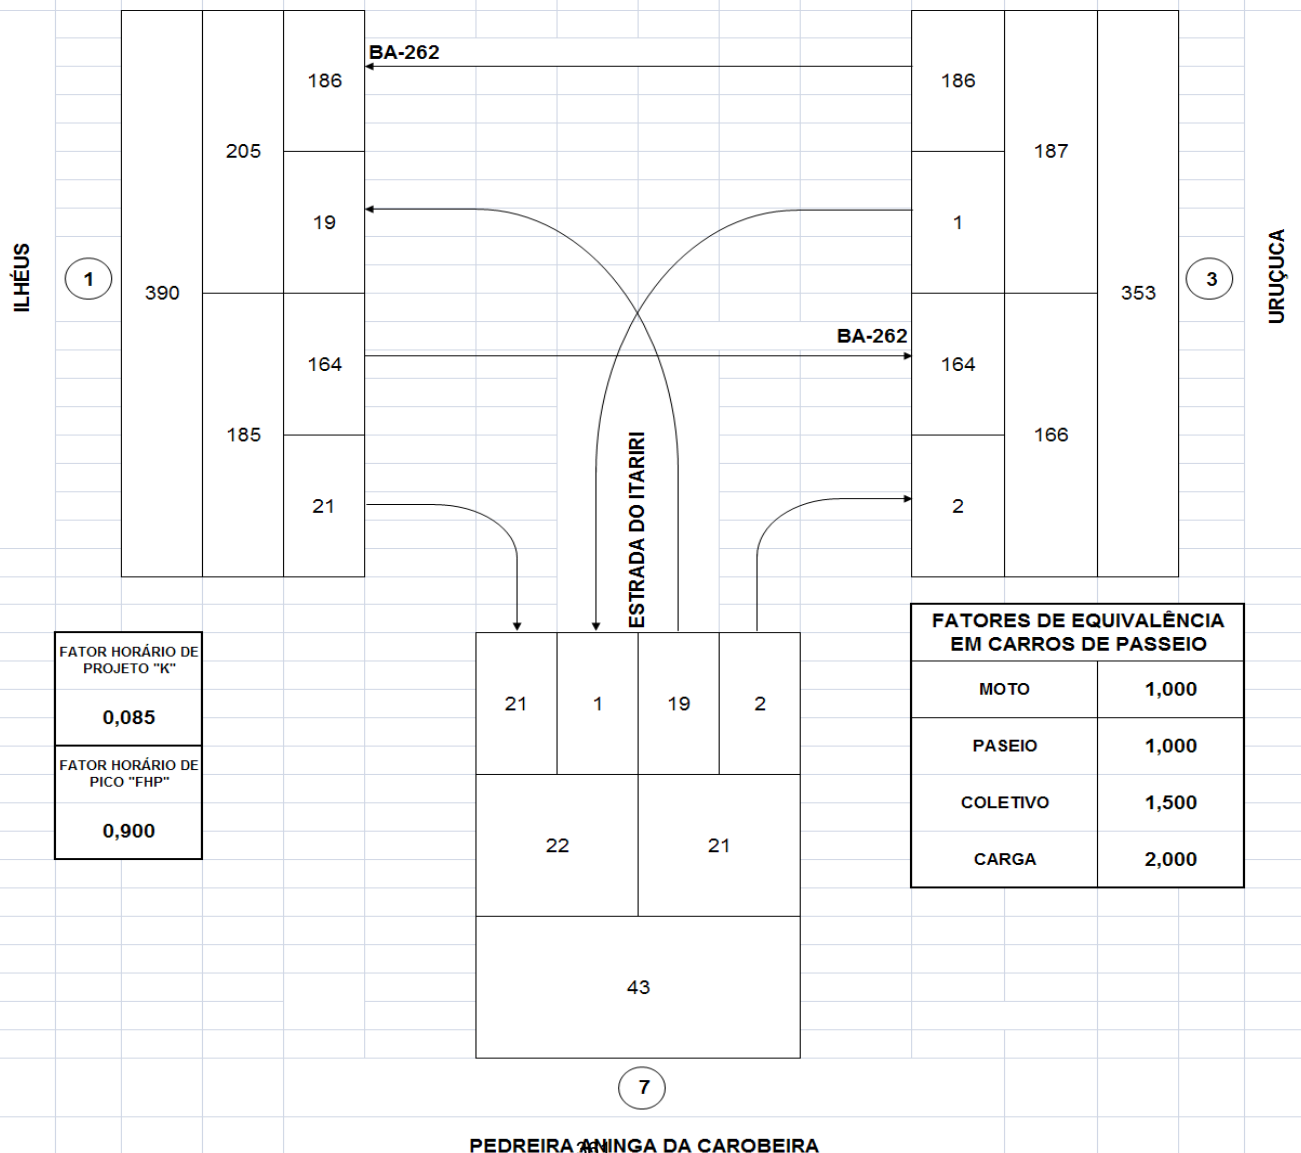 BA-262
186
186
205
187
19
1
ILHÉUS
1
390
353
3
URUÇUCA
BA-262
164
164
185
166
ESTRADA DO ITARIRI
21
2
FATORES DE EQUIVALÊNCIA
EM CARROS DE PASSEIO
MOTO 1,000
PASEIO 1,000
COLETIVO 1,500
CARGA 2,000
FATOR HORÁRIO DE
PROJETO "K"
0,085
FATOR HORÁRIO DE
PICO "FHP"
0,900
21 1 19 2
22 21
43
7
PEDREIRA ANINGA DA CAROBEIRA